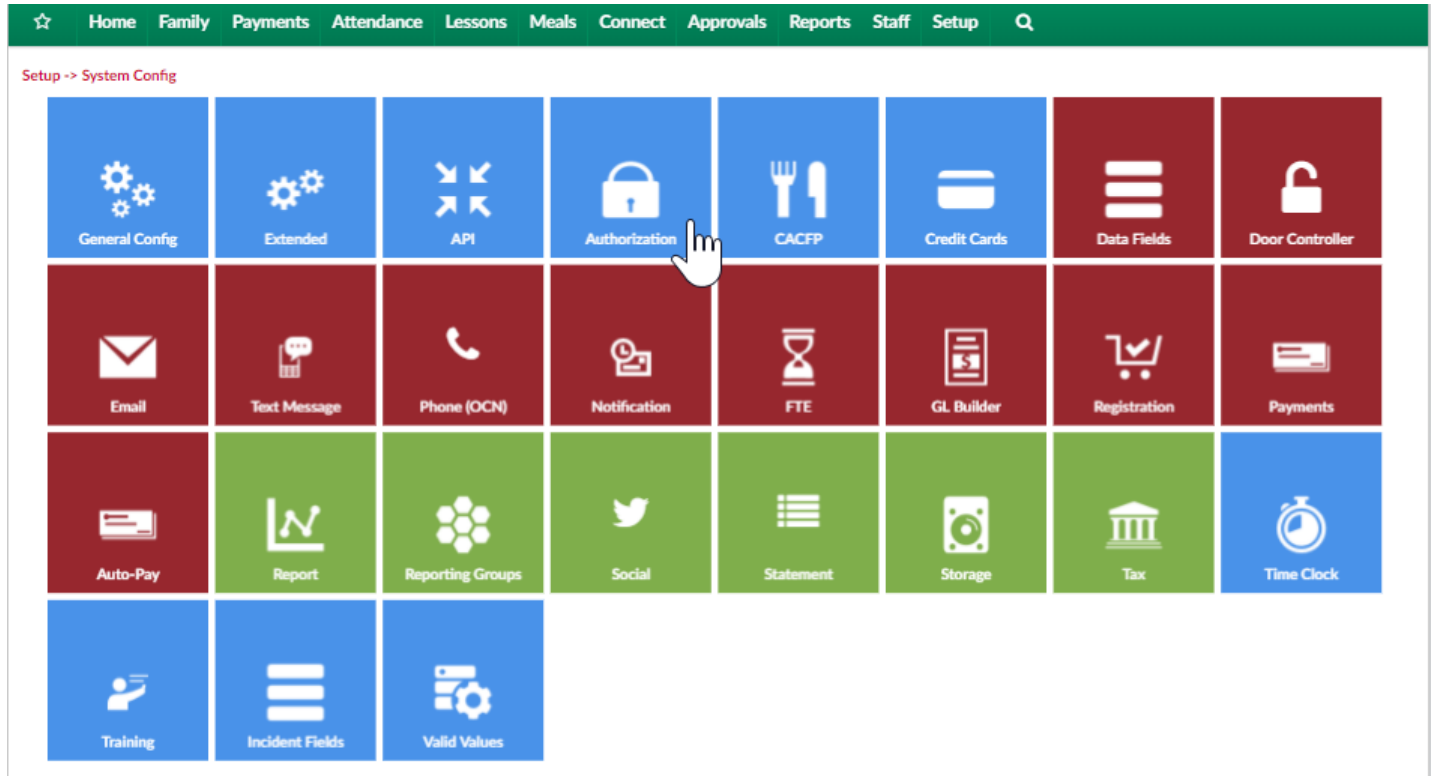 Home Family Payments Attendance Lessons Meals Connect Approvals Reports Staff Setup
Setup -> System Config
General Config Extended API Authorization CACFP Credit Cards Data Fields Door Controller
Email Text Message Phone (OCN) Notification FTE GL Builder Registration Payments
Auto-Pay Report Reporting Groups Social Statement Storage Tax Time Clock
Training Incident Fields Valid Values